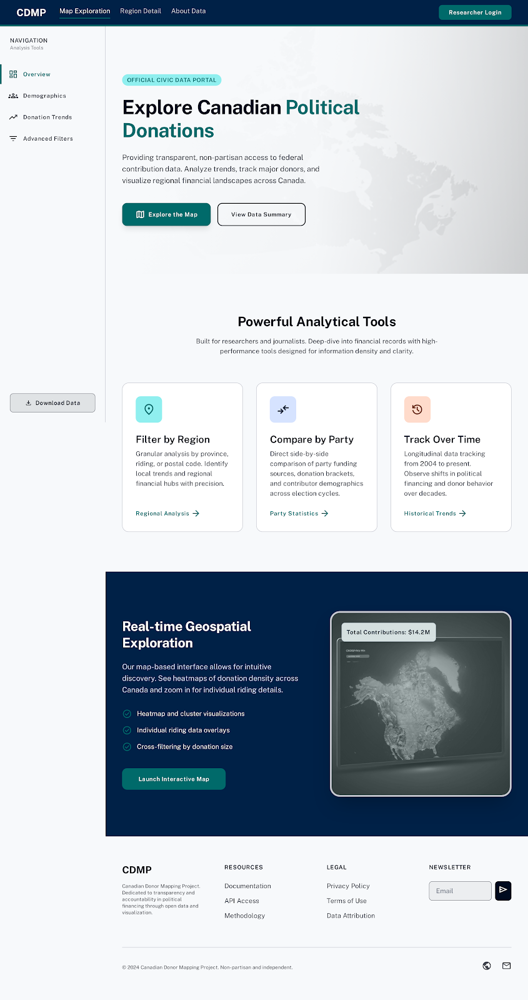 CDMP
Map Exploration
Region Detail
About Data
Researcher Login
NAVIGATION
Analysis Tools
Overview
Demographics
Donation Trends
Advanced Filters
Download Data
OFFICIAL CIVIC DATA PORTAL
Explore Canadian Political
Donations
Providing transparent, non-partisan access to federal
contribution data. Analyze trends, track major donors, and
visualize regional financial landscapes across Canada.
Explore the Map
View Data Summary
Powerful Analytical Tools
Built for researchers and journalists. Deep-dive into financial records with high-
performance tools designed for information density and clarity.
Filter by Region
Granular analysis by province,
riding, or postal code. Identify
local trends and regional
financial hubs with precision.
Regional Analysis
Compare by Party
Direct side-by-side
comparison of party funding
sources, donation brackets,
and contributor demographics
across election cycles.
Party Statistics
Track Over Time
Longitudinal data tracking
from 2004 to present.
Observe shifts in political
financing and donor behavior
over decades.
Historical Trends
Real-time Geospatial
Exploration
Our map-based interface allows for intuitive
discovery. See heatmaps of donation density across
Canada and zoom in for individual riding details.
Heatmap and cluster visualizations
Individual riding data overlays
Cross-filtering by donation size
Launch Interactive Map
Total Contributions: $14.2M
CDMP
Canadian Donor Mapping Project.
Dedicated to transparency and
accountability in political
financing through open data and
visualization.
RESOURCES
Documentation
API Access
Methodology
LEGAL
Privacy Policy
Terms of Use
Data Attribution
NEWSLETTER
Email
© 2024 Canadian Donor Mapping Project. Non-partisan and independent.